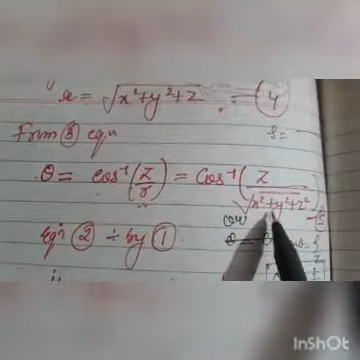 r = √x²+y²+z — ④
From ③ eqn
θ = cos⁻¹(z/r) = cos⁻¹(z/√x²+y²+z²) —⑤
Eqn ② ÷ by ①
InShOt